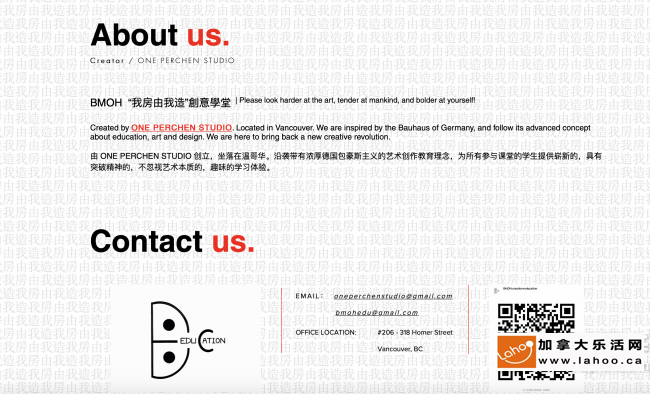 About us.
Creator / ONE PERCHEN STUDIO
BMOH “我房由我造”創意學堂 | Please look harder at the art, tender at mankind, and bolder at yourself!
Created by ONE PERCHEN STUDIO. Located in Vancouver. We are inspired by the Bauhaus of Germany, and follow its advanced concept
about education, art and design. We are here to bring back a new creative revolution.
由 ONE PERCHEN STUDIO 创立，坐落在温哥华。沿袭带有浓厚德国包豪斯主义的艺术创作教育理念，为所有参与课堂的学生提供崭新的，具有
突破精神的，不忽视艺术本质的，趣味的学习体验。
Contact us.
EDUCATION
EMAIL: oneperchenstudio@gmail.com
bmohedu@gmail.com
OFFICE LOCATION: #206 - 318 Homer Street
Vancouver, BC
Lahoo
加拿大乐活网
www.lahoo.ca